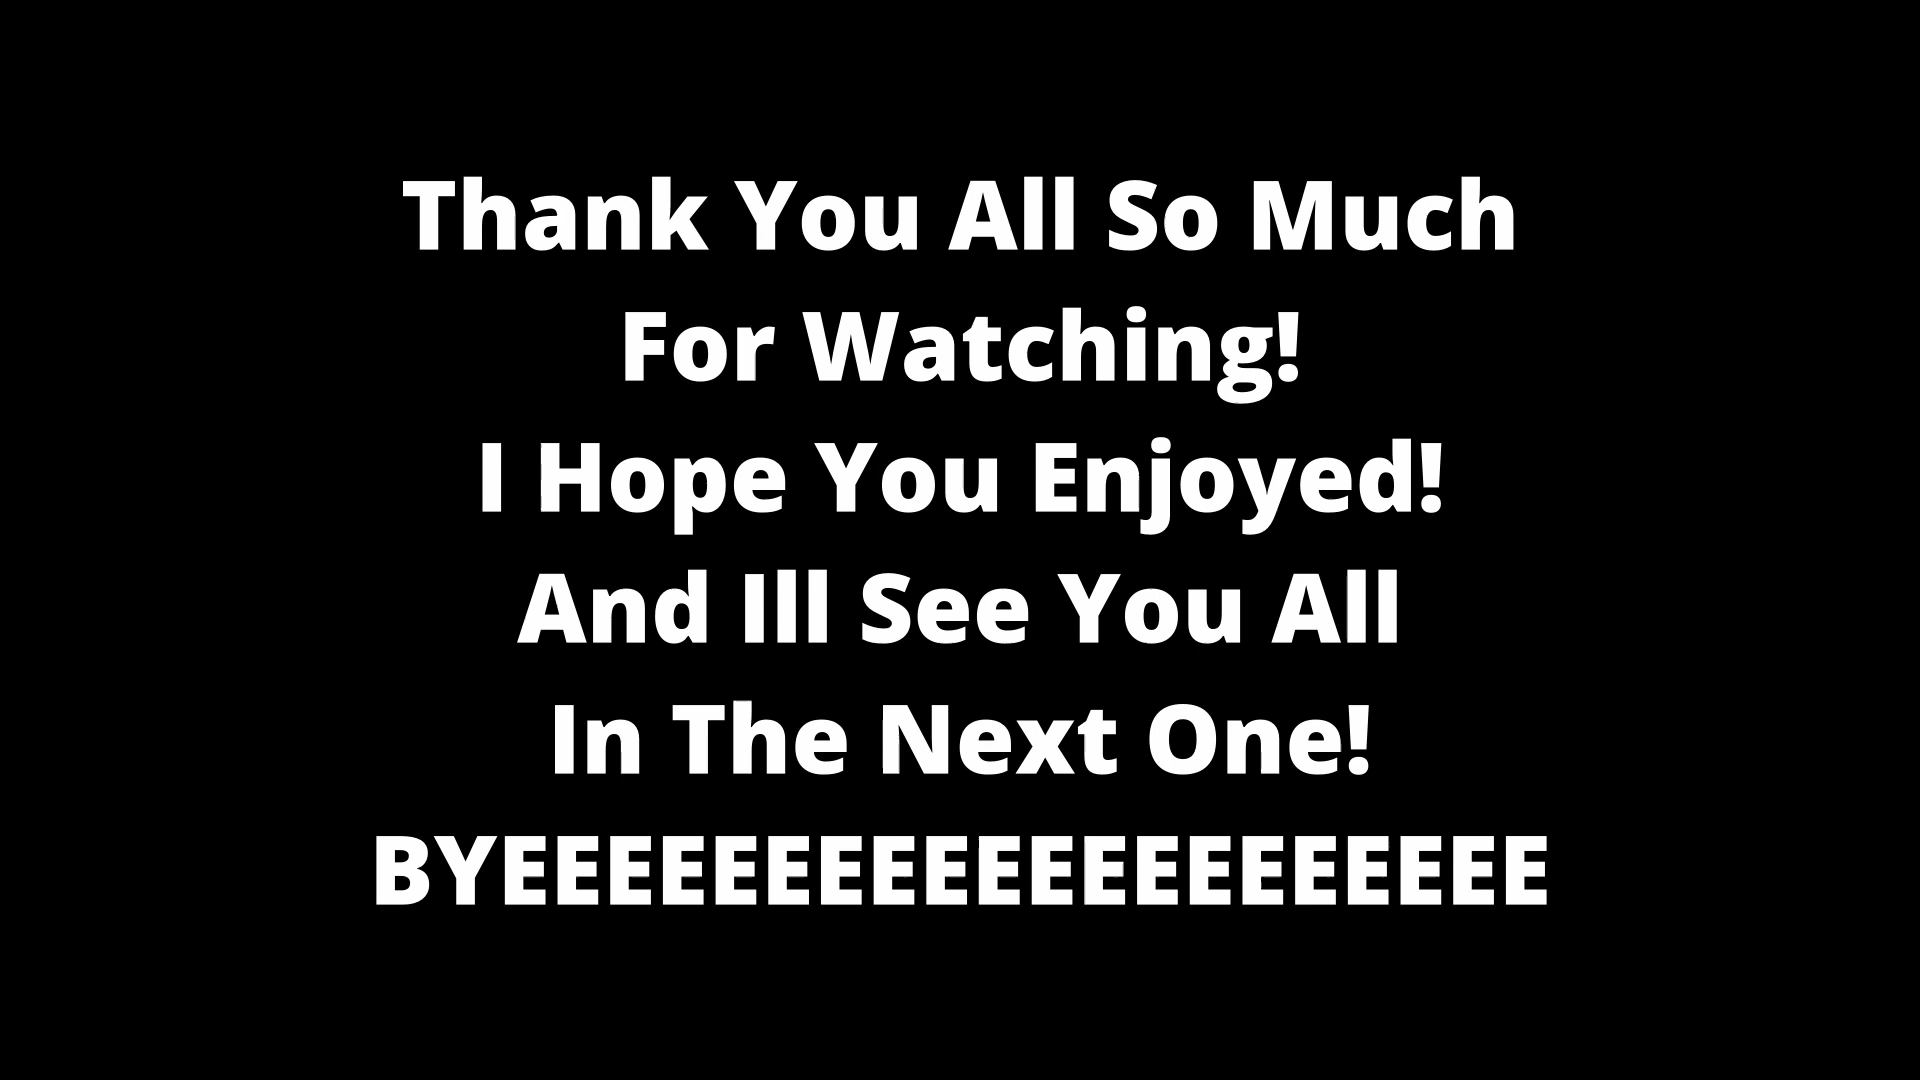 Thank You All So Much
For Watching!
I Hope You Enjoyed!
And Ill See You All
In The Next One!
BYEEEEEEEEEEEEEEEEEEEE